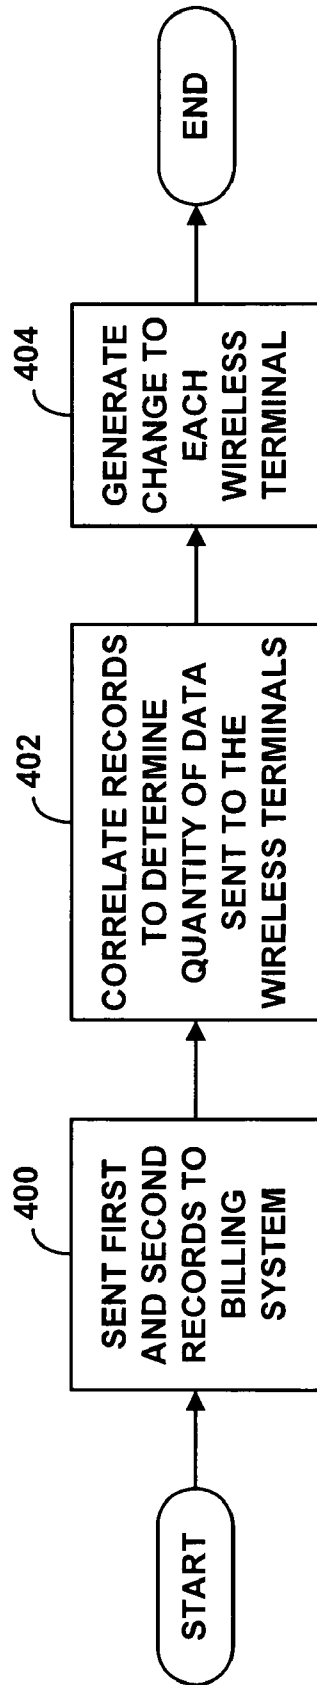 START
400
SENT FIRST
AND SECOND
RECORDS TO
BILLING
SYSTEM
402
CORRELATE RECORDS
TO DETERMINE
QUANTITY OF DATA
SENT TO THE
WIRELESS TERMINALS
404
GENERATE
CHANGE TO
EACH
WIRELESS
TERMINAL
END